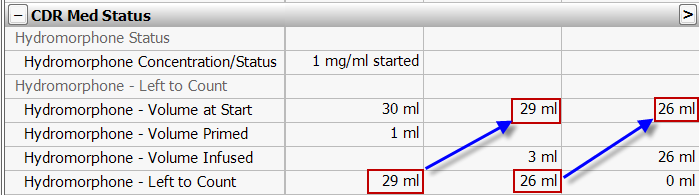 − CDR Med Status >
Hydromorphone Status
Hydromorphone Concentration/Status 1 mg/ml started
Hydromorphone - Left to Count
Hydromorphone - Volume at Start 30 ml 29 ml 26 ml
Hydromorphone - Volume Primed 1 ml
Hydromorphone - Volume Infused 3 ml 26 ml
Hydromorphone - Left to Count 29 ml 26 ml 0 ml